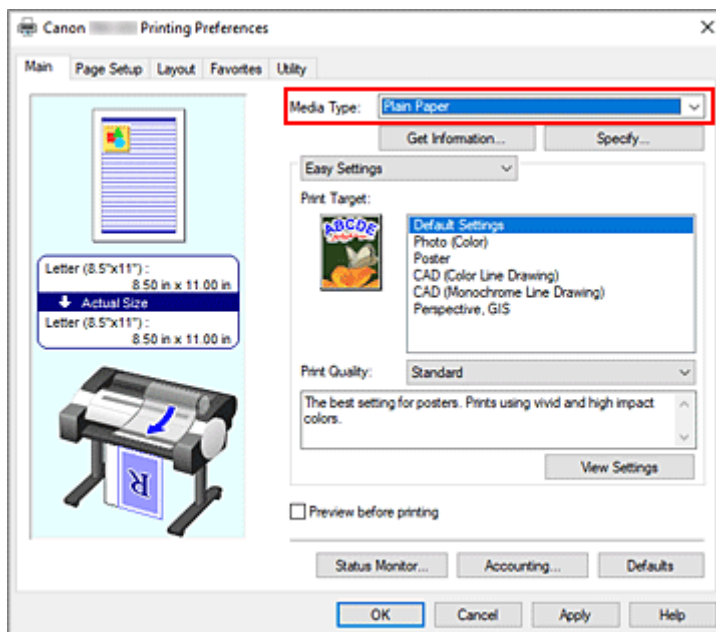 Canon Printing Preferences
Main Page Setup Layout Favorites Utility
Media Type: Plain Paper
Get Information... Specify...
Easy Settings
Print Target:
ABCDE
Default Settings
Photo (Color)
Poster
CAD (Color Line Drawing)
CAD (Monochrome Line Drawing)
Perspective, GIS
Letter (8.5"x11") :
8.50 in x 11.00 in
Actual Size
Letter (8.5"x11") :
8.50 in x 11.00 in
R
Print Quality: Standard
The best setting for posters. Prints using vivid and high impact
colors.
View Settings
Preview before printing
Status Monitor... Accounting... Defaults
OK Cancel Apply Help